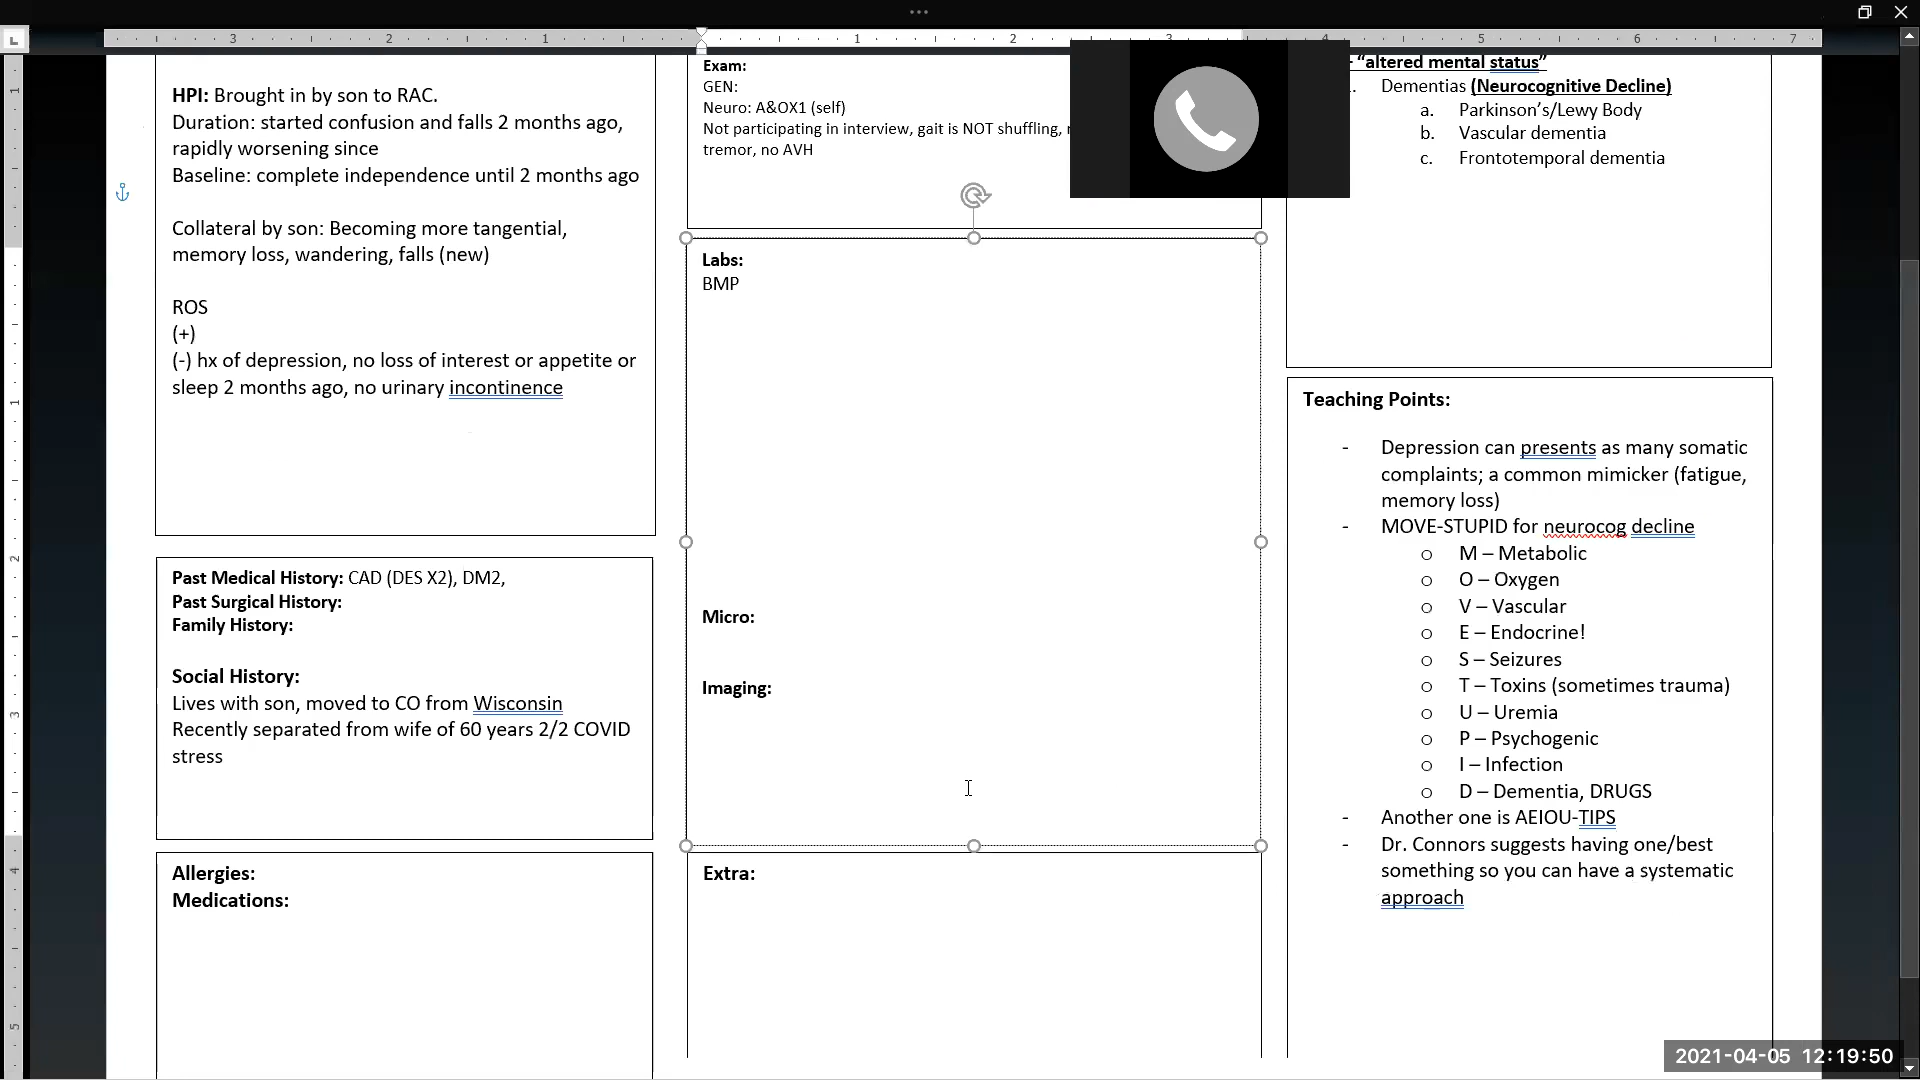 HPI: Brought in by son to RAC.
Duration: started confusion and falls 2 months ago,
rapidly worsening since
Baseline: complete independence until 2 months ago
Collateral by son: Becoming more tangential,
memory loss, wandering, falls (new)
ROS
(+)
(-) hx of depression, no loss of interest or appetite or
sleep 2 months ago, no urinary incontinence
Past Medical History: CAD (DES X2), DM2,
Past Surgical History:
Family History:
Social History:
Lives with son, moved to CO from Wisconsin
Recently separated from wife of 60 years 2/2 COVID
stress
Allergies:
Medications:
Exam:
GEN:
Neuro: A&OX1 (self)
Not participating in interview, gait is NOT shuffling,
tremor, no AVH
Labs:
BMP
Micro:
Imaging:
Extra:
"altered mental status"
Dementias (Neurocognitive Decline)
a. Parkinson's/Lewy Body
b. Vascular dementia
c. Frontotemporal dementia
Teaching Points:
- Depression can presents as many somatic
complaints; a common mimicker (fatigue,
memory loss)
- MOVE-STUPID for neurocog decline
o M – Metabolic
o O – Oxygen
o V – Vascular
o E – Endocrine!
o S – Seizures
o T – Toxins (sometimes trauma)
o U – Uremia
o P – Psychogenic
o I – Infection
o D – Dementia, DRUGS
- Another one is AEIOU-TIPS
- Dr. Connors suggests having one/best
something so you can have a systematic
approach
2021-04-05 12:19:50